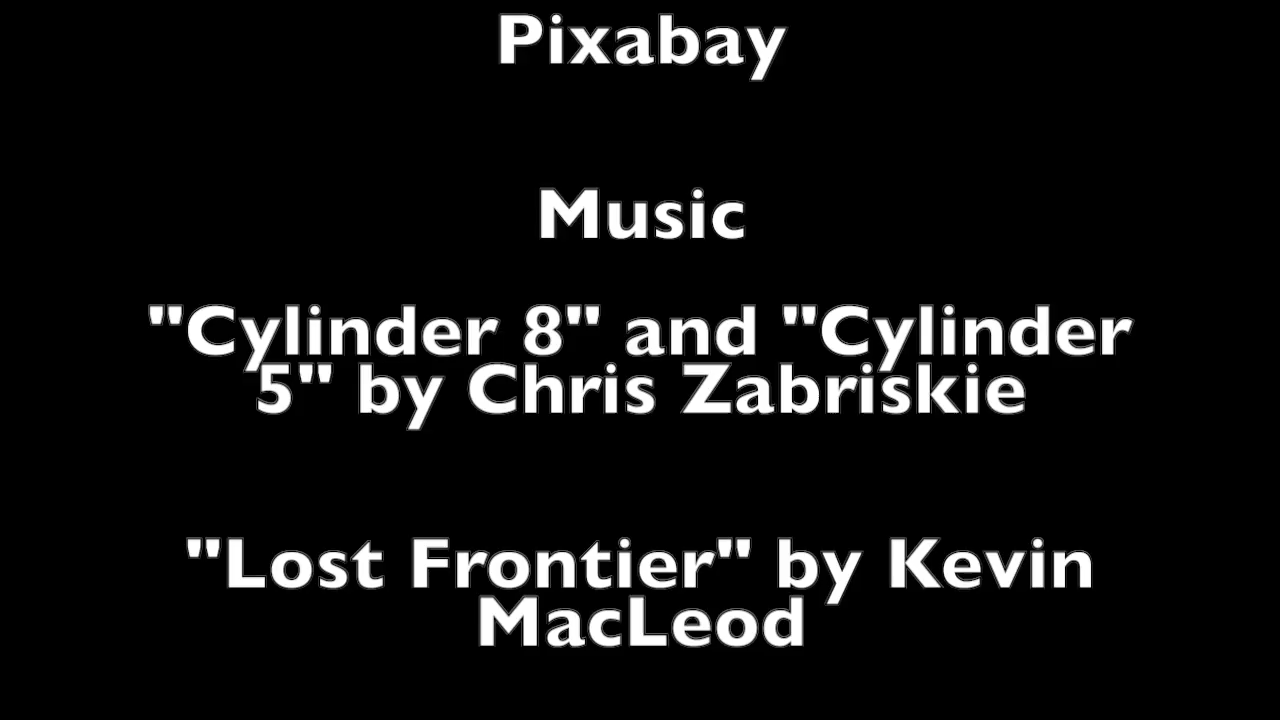 Pixabay
Music
"Cylinder 8" and "Cylinder
5" by Chris Zabriskie
"Lost Frontier" by Kevin
MacLeod